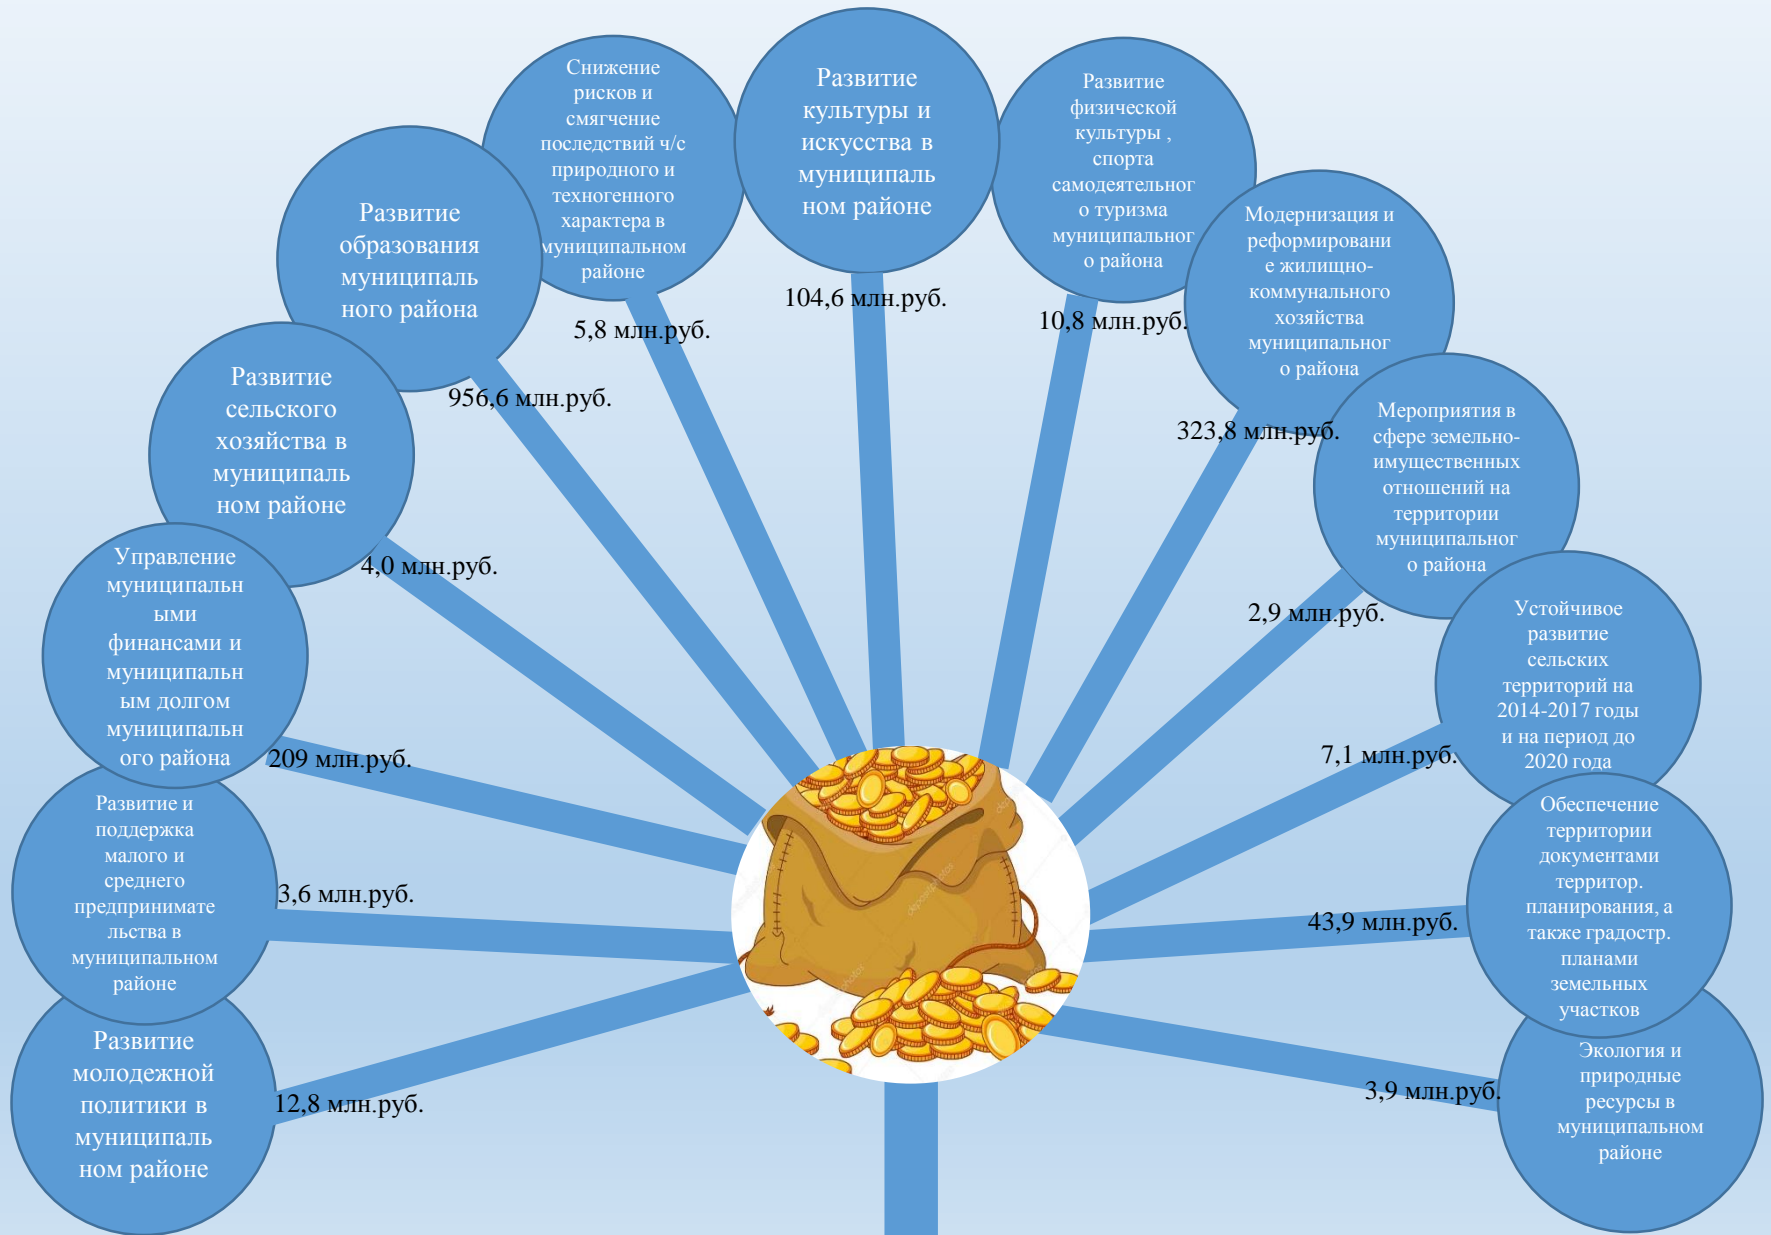 Снижение
рисков и
смягчение
последствий ч/с
природного и
техногенного
характера в
муниципальном
районе
5,8 млн.руб.
Развитие
культуры и
искусства в
муниципаль
ном районе
104,6 млн.руб.
Развитие
физической
культуры ,
спорта
самодеятельног
о туризма
муниципальног
о района
10,8 млн.руб.
Развитие
образования
муниципаль
ного района
956,6 млн.руб.
Модернизация и
реформировани
е жилищно-
коммунального
хозяйства
муниципальног
о района
323,8 млн.руб.
Развитие
сельского
хозяйства в
муниципаль
ном районе
4,0 млн.руб.
Мероприятия в
сфере земельно-
имущественных
отношений на
территории
муниципальног
о района
2,9 млн.руб.
Управление
муниципальн
ыми
финансами и
муниципальн
ым долгом
муниципальн
ого района
209 млн.руб.
Устойчивое
развитие
сельских
территорий на
2014-2017 годы
и на период до
2020 года
7,1 млн.руб.
Развитие и
поддержка
малого и
среднего
предпринимате
льства в
муниципальном
районе
3,6 млн.руб.
Обеспечение
территории
документами
территор.
планирования, а
также градостр.
планами
земельных
участков
43,9 млн.руб.
Развитие
молодежной
политики в
муниципаль
ном районе
12,8 млн.руб.
Экология и
природные
ресурсы в
муниципальном
районе
3,9 млн.руб.
depositphotos